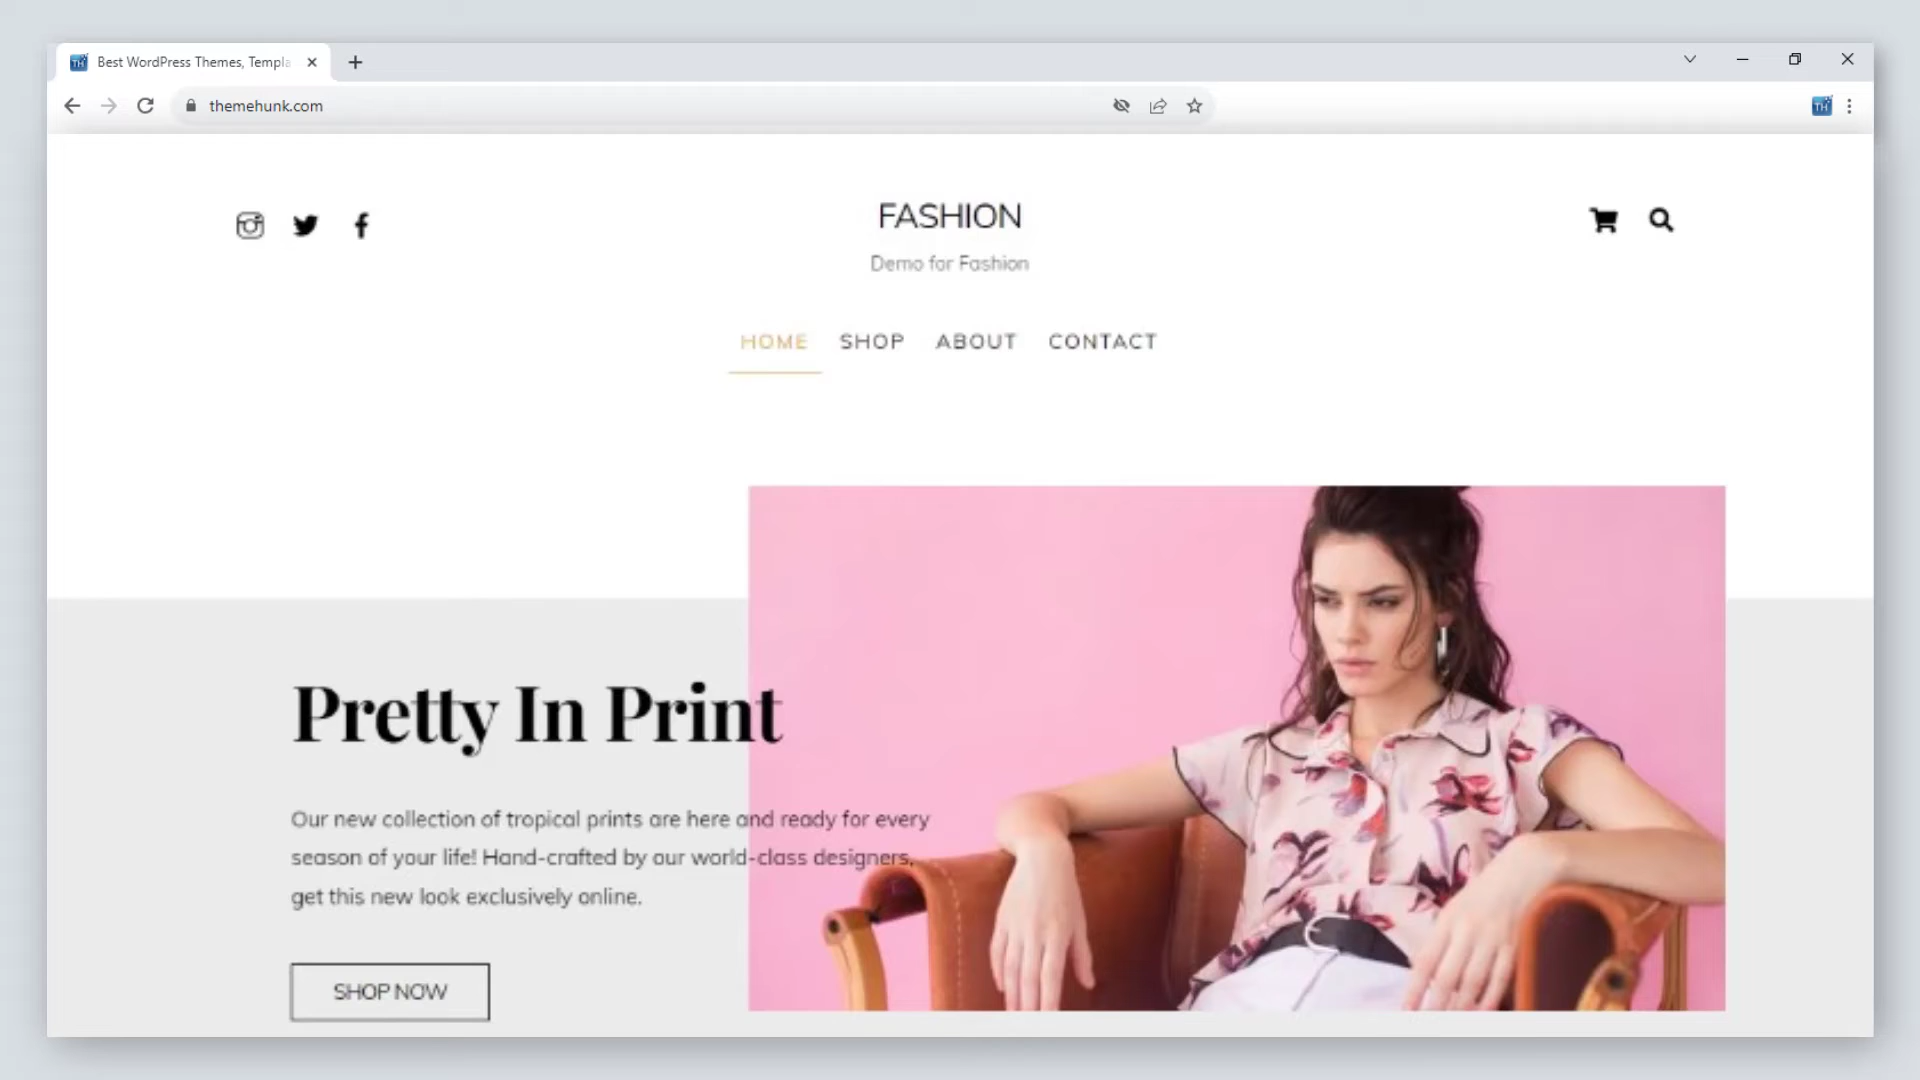 Best WordPress Themes, Templa
themehunk.com
TH
FASHION
Demo for Fashion
HOME SHOP ABOUT CONTACT
Pretty In Print
Our new collection of tropical prints are here and ready for every
season of your life! Hand-crafted by our world-class designers,
get this new look exclusively online.
SHOP NOW